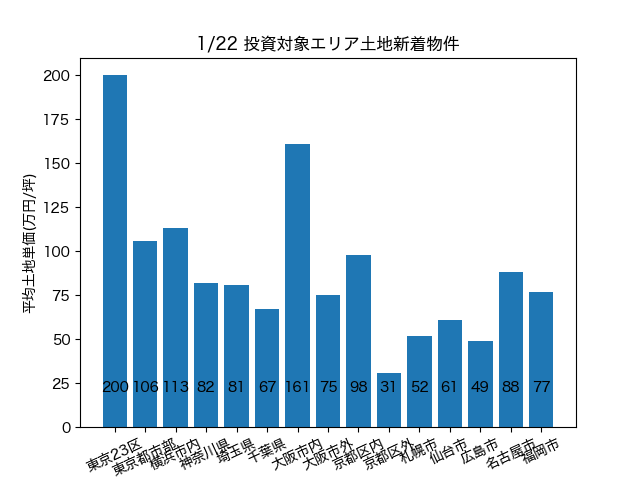 1/22 投資対象エリア土地新着物件
平均土地単価(万円/坪)
200
175
150
125
100
75
50
25
0
200 106 113 82 81 67 161 75 98 31 52 61 49 88 77
東京23区
東京都市部
横浜市内
神奈川県
埼玉県
千葉県
大阪市内
大阪市外
京都区内
京都区外
札幌市
仙台市
広島市
名古屋市
福岡市